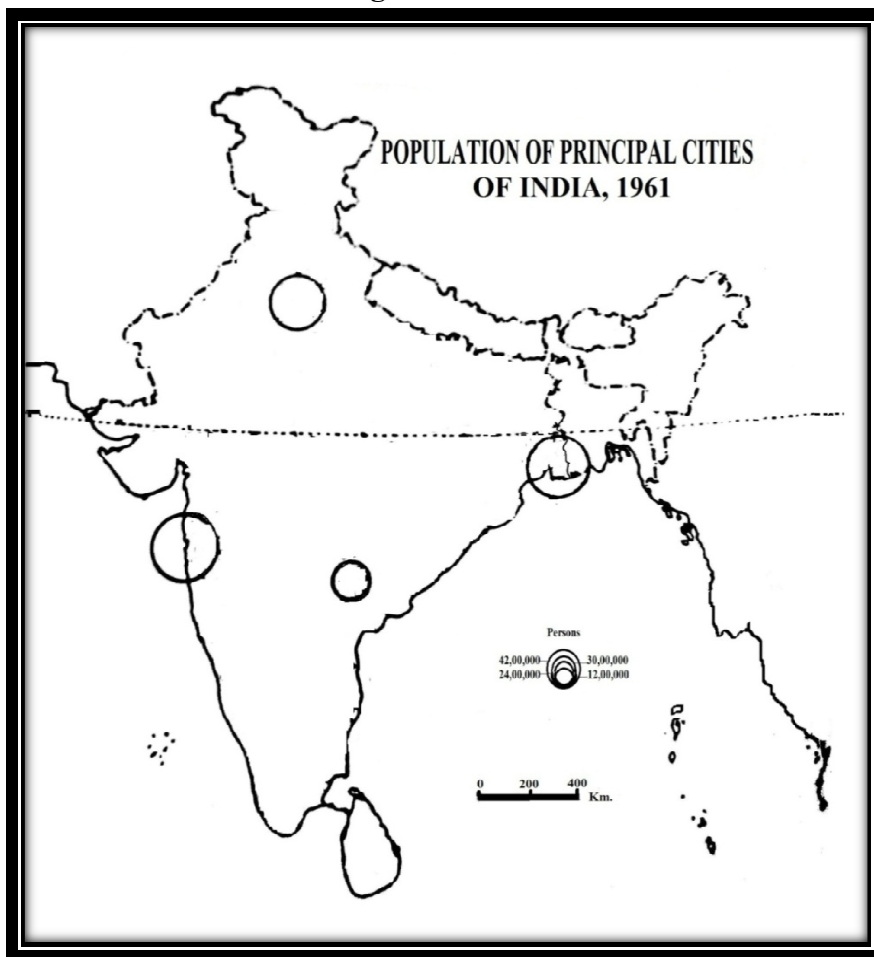 POPULATION OF PRINCIPAL CITIES
OF INDIA, 1961
Persons
42,00,000 30,00,000
24,00,000 12,00,000
0 200 400
Km.